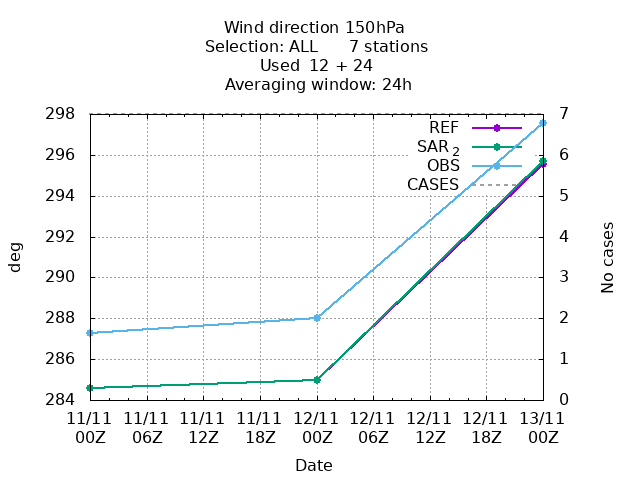 Wind direction 150hPa
Selection: ALL 7 stations
Used 12 + 24
Averaging window: 24h
298 7
REF
SAR 2
296 6
OBS
CASES
294 5
292 4
290 3
288 2
286 1
284 0
deg
No cases
11/11 11/11 11/11 11/11 12/11 12/11 12/11 12/11 13/11
00Z 06Z 12Z 18Z 00Z 06Z 12Z 18Z 00Z
Date